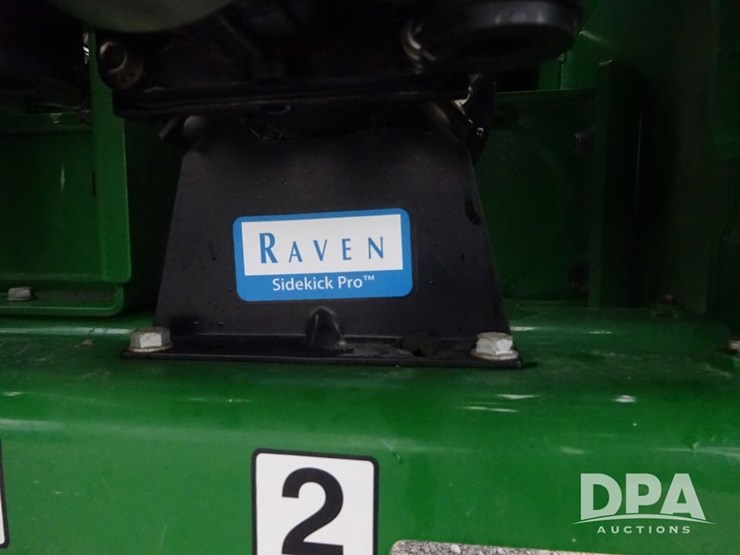 RAVEN
Sidekick Pro™
2
DPA
AUCTIONS